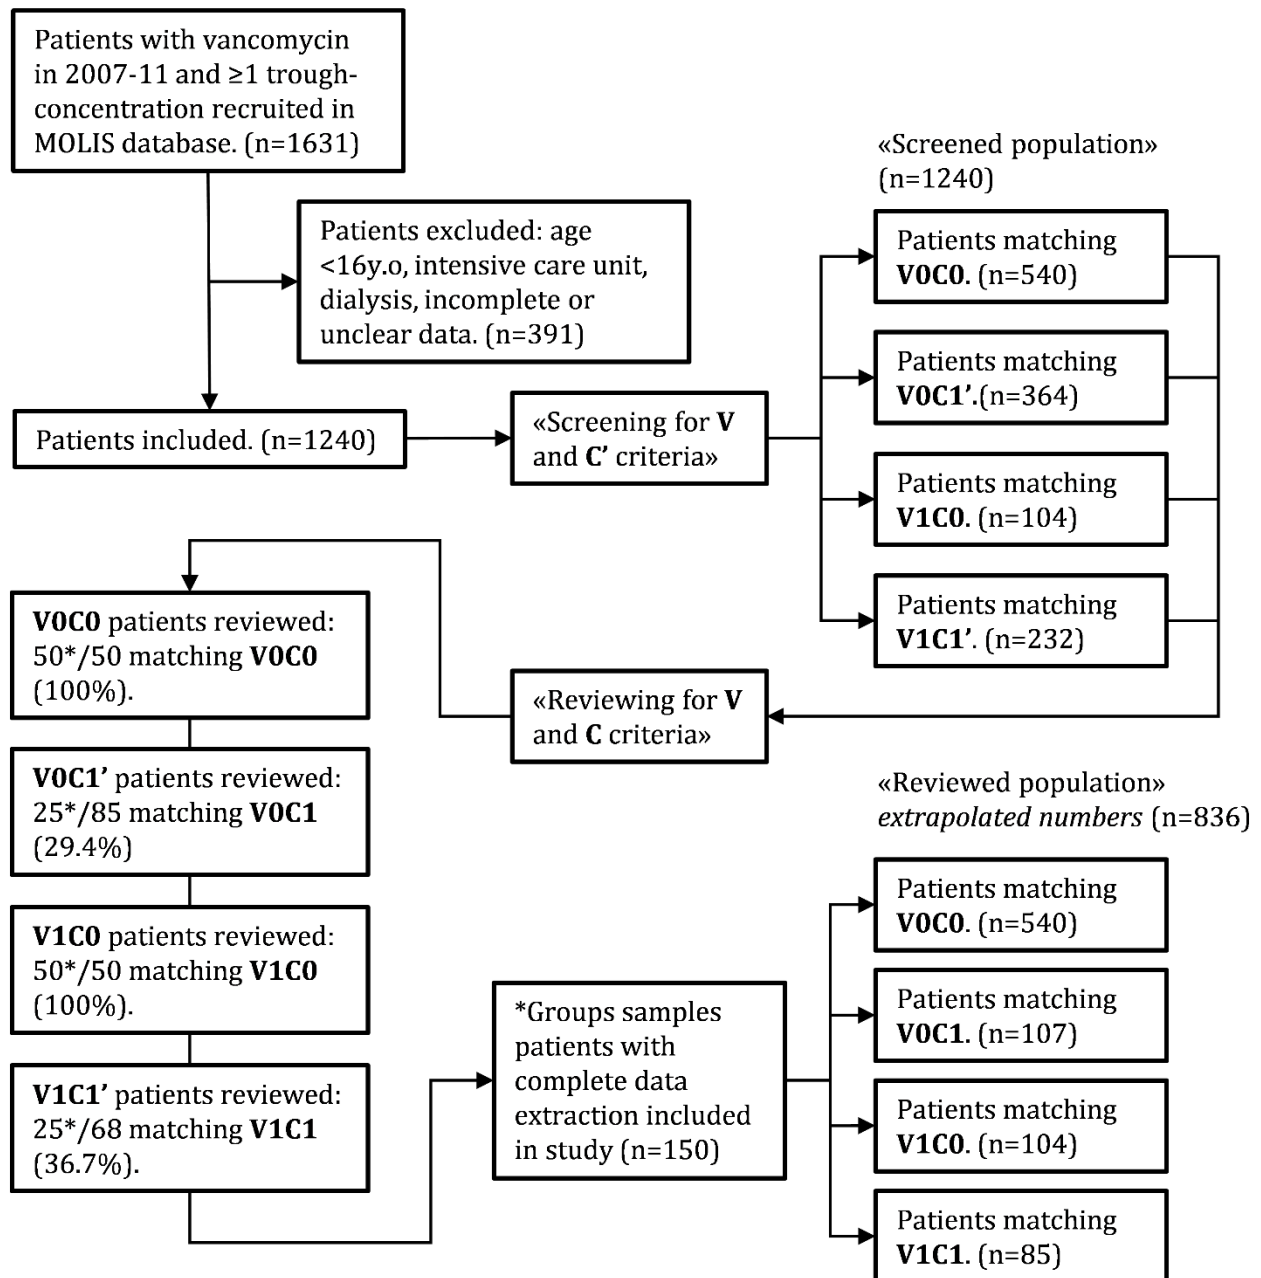 Patients with vancomycin
in 2007-11 and ≥1 trough-
concentration recruited in
MOLIS database. (n=1631)
Patients excluded: age
<16y.o, intensive care unit,
dialysis, incomplete or
unclear data. (n=391)
Patients included. (n=1240)
«Screening for V
and C’ criteria»
«Screened population»
(n=1240)
Patients matching
V0C0. (n=540)
Patients matching
V0C1’.(n=364)
Patients matching
V1C0. (n=104)
Patients matching
V1C1’. (n=232)
«Reviewing for V
and C criteria»
V0C0 patients reviewed:
50*/50 matching V0C0
(100%).
V0C1’ patients reviewed:
25*/85 matching V0C1
(29.4%)
V1C0 patients reviewed:
50*/50 matching V1C0
(100%).
V1C1’ patients reviewed:
25*/68 matching V1C1
(36.7%).
*Groups samples
patients with
complete data
extraction included
in study (n=150)
«Reviewed population»
extrapolated numbers (n=836)
Patients matching
V0C0. (n=540)
Patients matching
V0C1. (n=107)
Patients matching
V1C0. (n=104)
Patients matching
V1C1. (n=85)